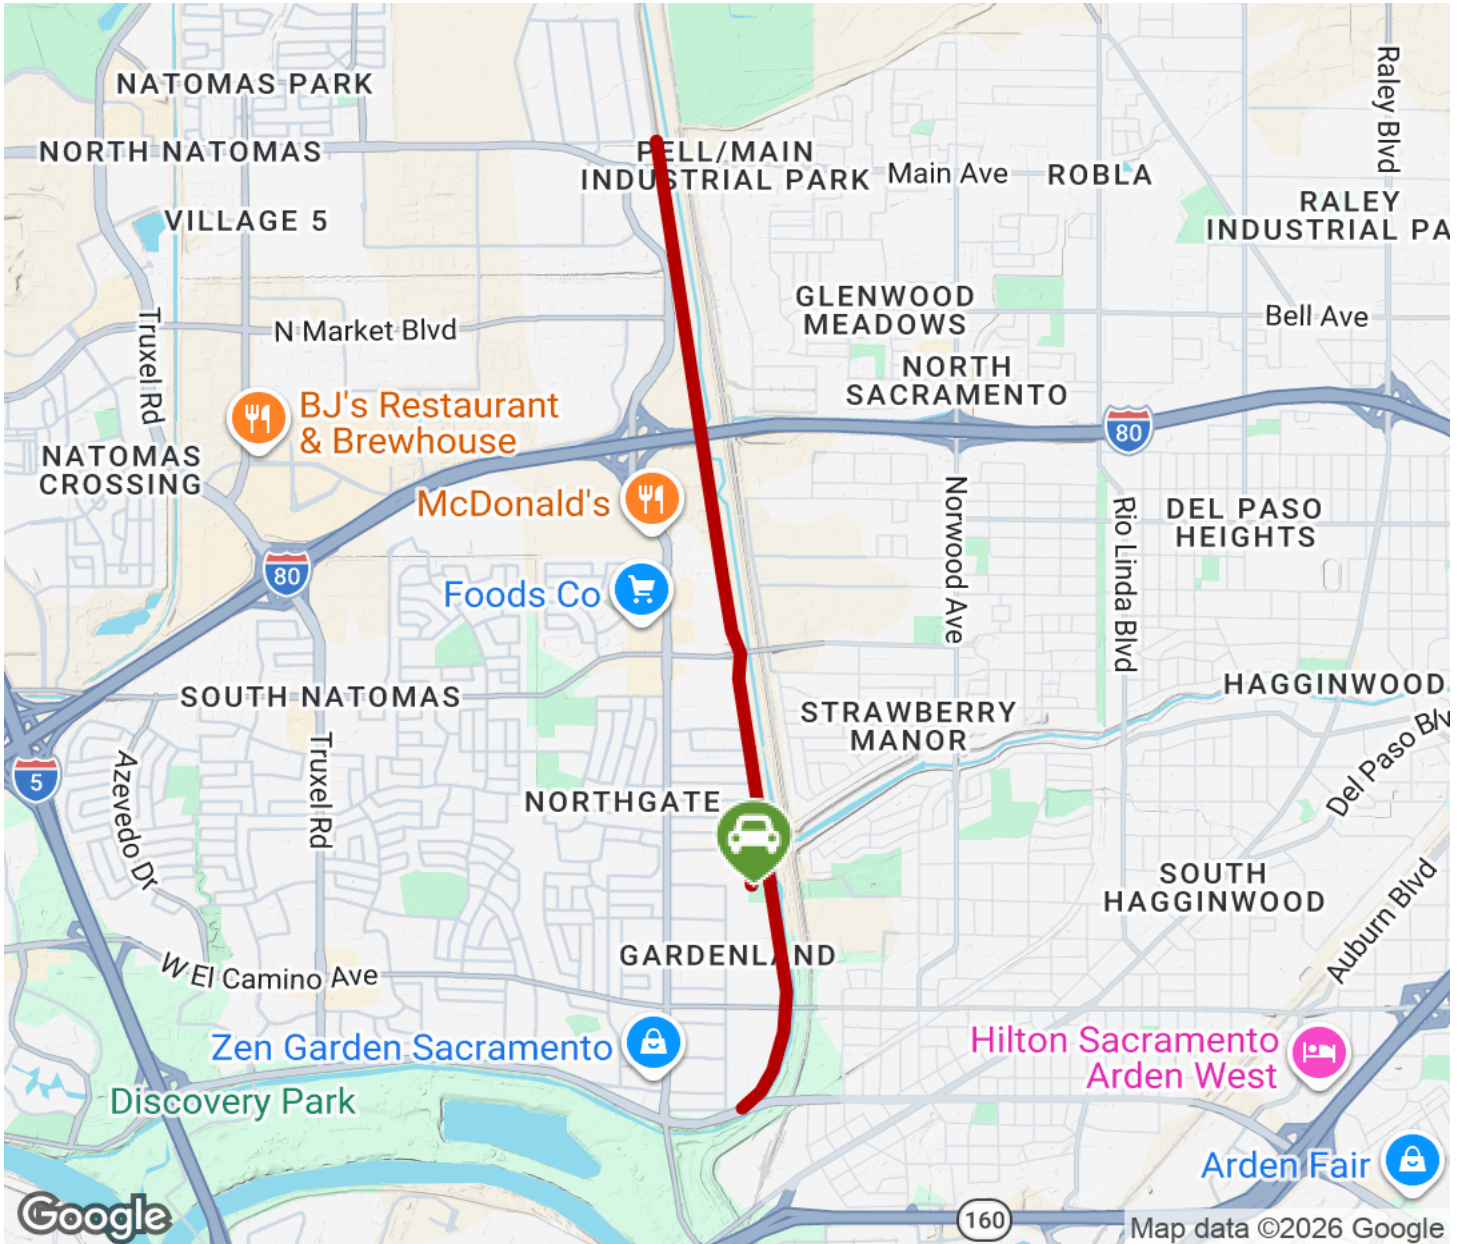 NATOMAS PARK
Raley Blvd
NORTH NATOMAS
PELL/MAIN
INDUSTRIAL PARK
Main Ave
ROBLA
VILLAGE 5
RALEY
INDUSTRIAL PA
GLENWOOD
MEADOWS
Bell Ave
Truxel Rd
N Market Blvd
NORTH
SACRAMENTO
BJ's Restaurant
& Brewhouse
80
NATOMAS
CROSSING
McDonald's
Norwood Ave
Rio Linda Blvd
DEL PASO
HEIGHTS
80
Foods Co
SOUTH NATOMAS
HAGGINWOOD
STRAWBERRY
MANOR
Del Paso Blv
5
Azevedo Dr
Truxel Rd
NORTHGATE
SOUTH
HAGGINWOOD
Auburn Blvd
GARDENLAND
W El Camino Ave
Zen Garden Sacramento
Hilton Sacramento
Arden West
Discovery Park
Arden Fair
Google
160
Map data ©2026 Google